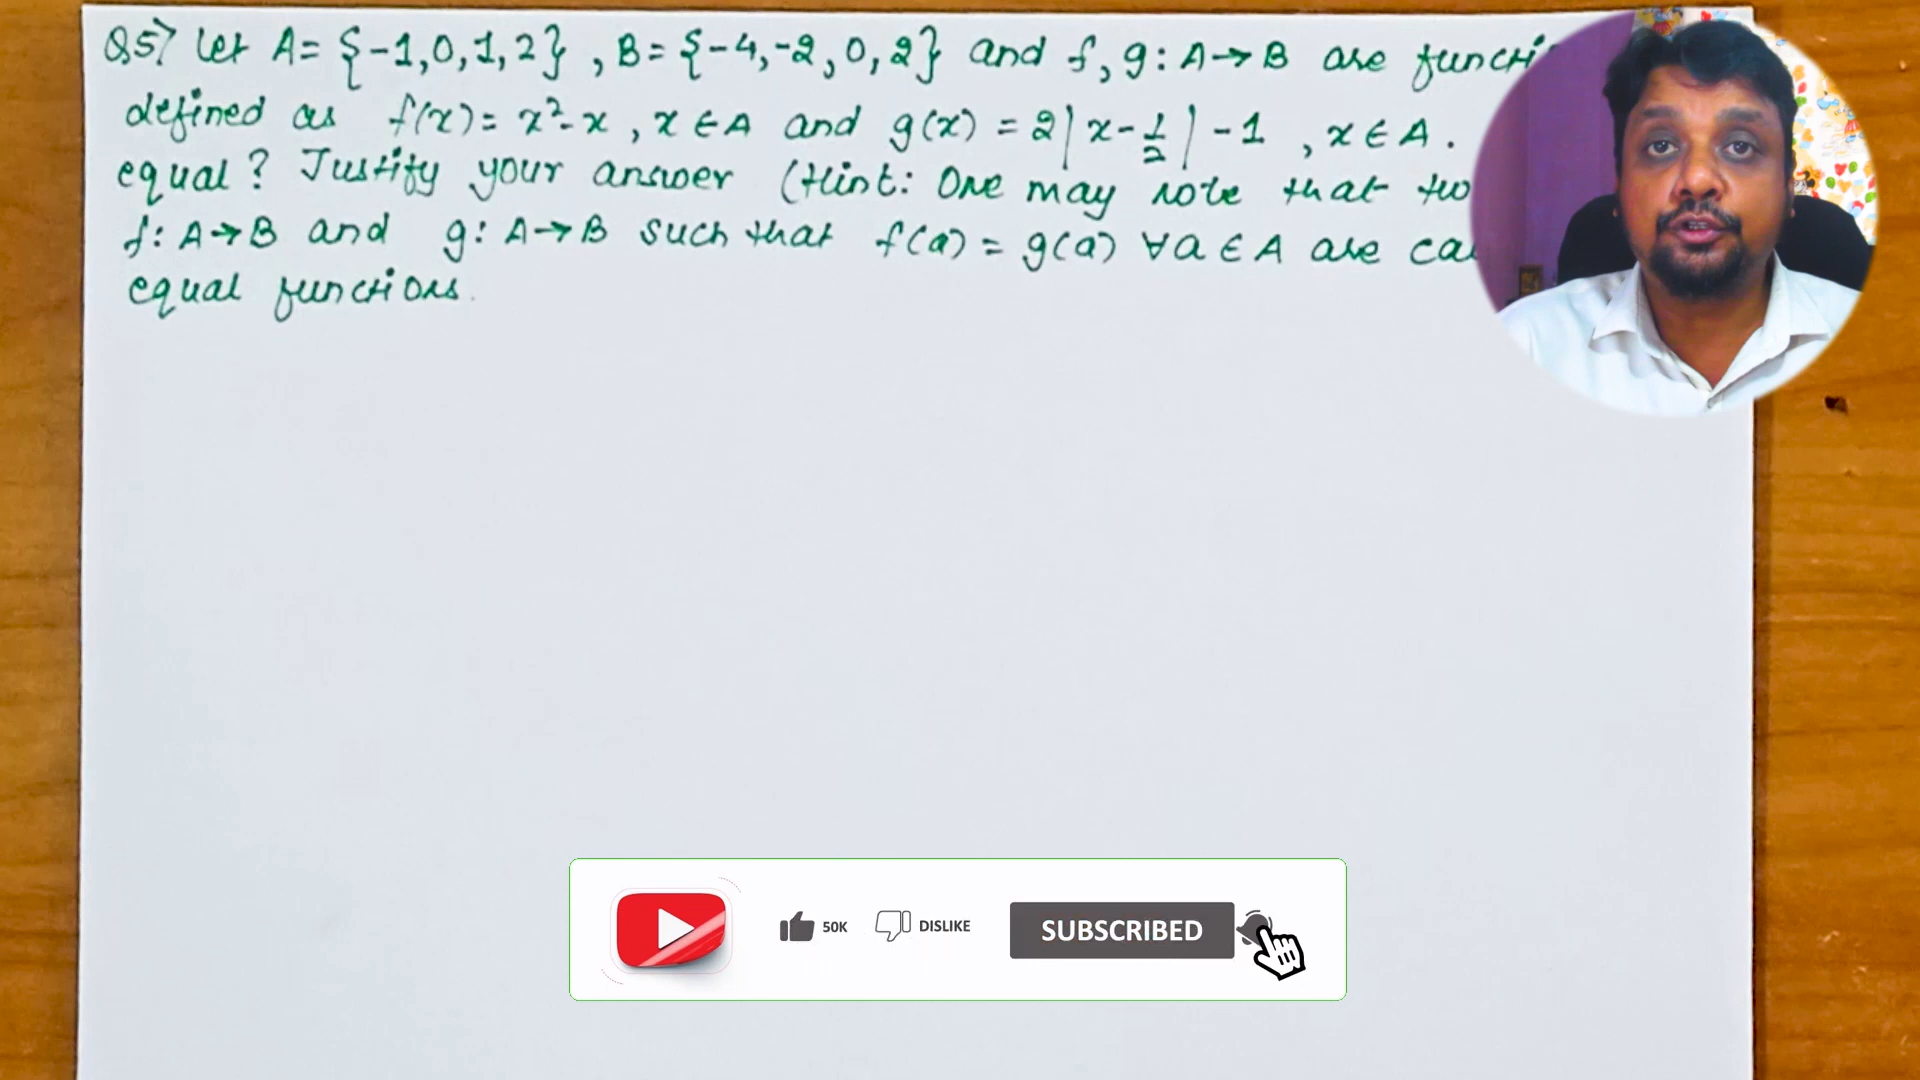 Q5) Let A = {-1,0,1,2} , B = {-4,-2,0,2} and f,g : A→B are functi
defined as f(x) = x²-x , x ∈ A and g(x) = 2|x-1/2| -1 , x ∈ A .
equal? Justify your answer (Hint: One may note that two
f: A→B and g: A→B such that f(a) = g(a) ∀a ∈ A are ca
equal functions.
50K DISLIKE SUBSCRIBED